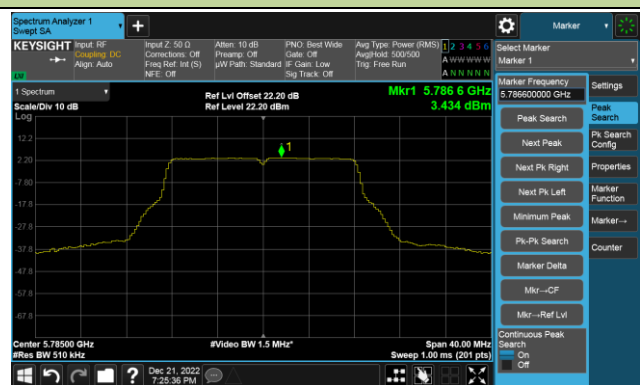 Spectrum Analyzer 1
Swept SA
+
KEYSIGHT
Input: RF
Coupling: DC
Align: Auto
Input Z: 50 Ω
Corrections: Off
Freq Ref: Int (S)
NFE: Off
Atten: 10 dB
Preamp: Off
µW Path: Standard
PNO: Best Wide
Gate: Off
IF Gain: Low
Sig Track: Off
Avg Type: Power (RMS)
Avg|Hold: 500/500
Trig: Free Run
1 2 3 4 5 6
A W W W W W
A N N N N N
1 Spectrum
Scale/Div 10 dB
Ref Lvl Offset 22.20 dB
Ref Level 22.20 dBm
Mkr1 5.786 6 GHz
3.434 dBm
Log
12.2
2.20
-7.80
-17.8
-27.8
-37.8
-47.8
-57.8
-67.8
1
Center 5.78500 GHz
#Res BW 510 kHz
#Video BW 1.5 MHz*
Span 40.00 MHz
Sweep 1.00 ms (201 pts)
?
Dec 21, 2022
7:25:36 PM
Marker
Select Marker
Marker 1
Marker Frequency
5.786600000 GHz
Peak Search
Next Peak
Next Pk Right
Next Pk Left
Minimum Peak
Pk-Pk Search
Marker Delta
Mkr→CF
Mkr→Ref Lvl
Continuous Peak
Search
On
Off
Settings
Peak
Search
Pk Search
Config
Properties
Marker
Function
Marker→
Counter